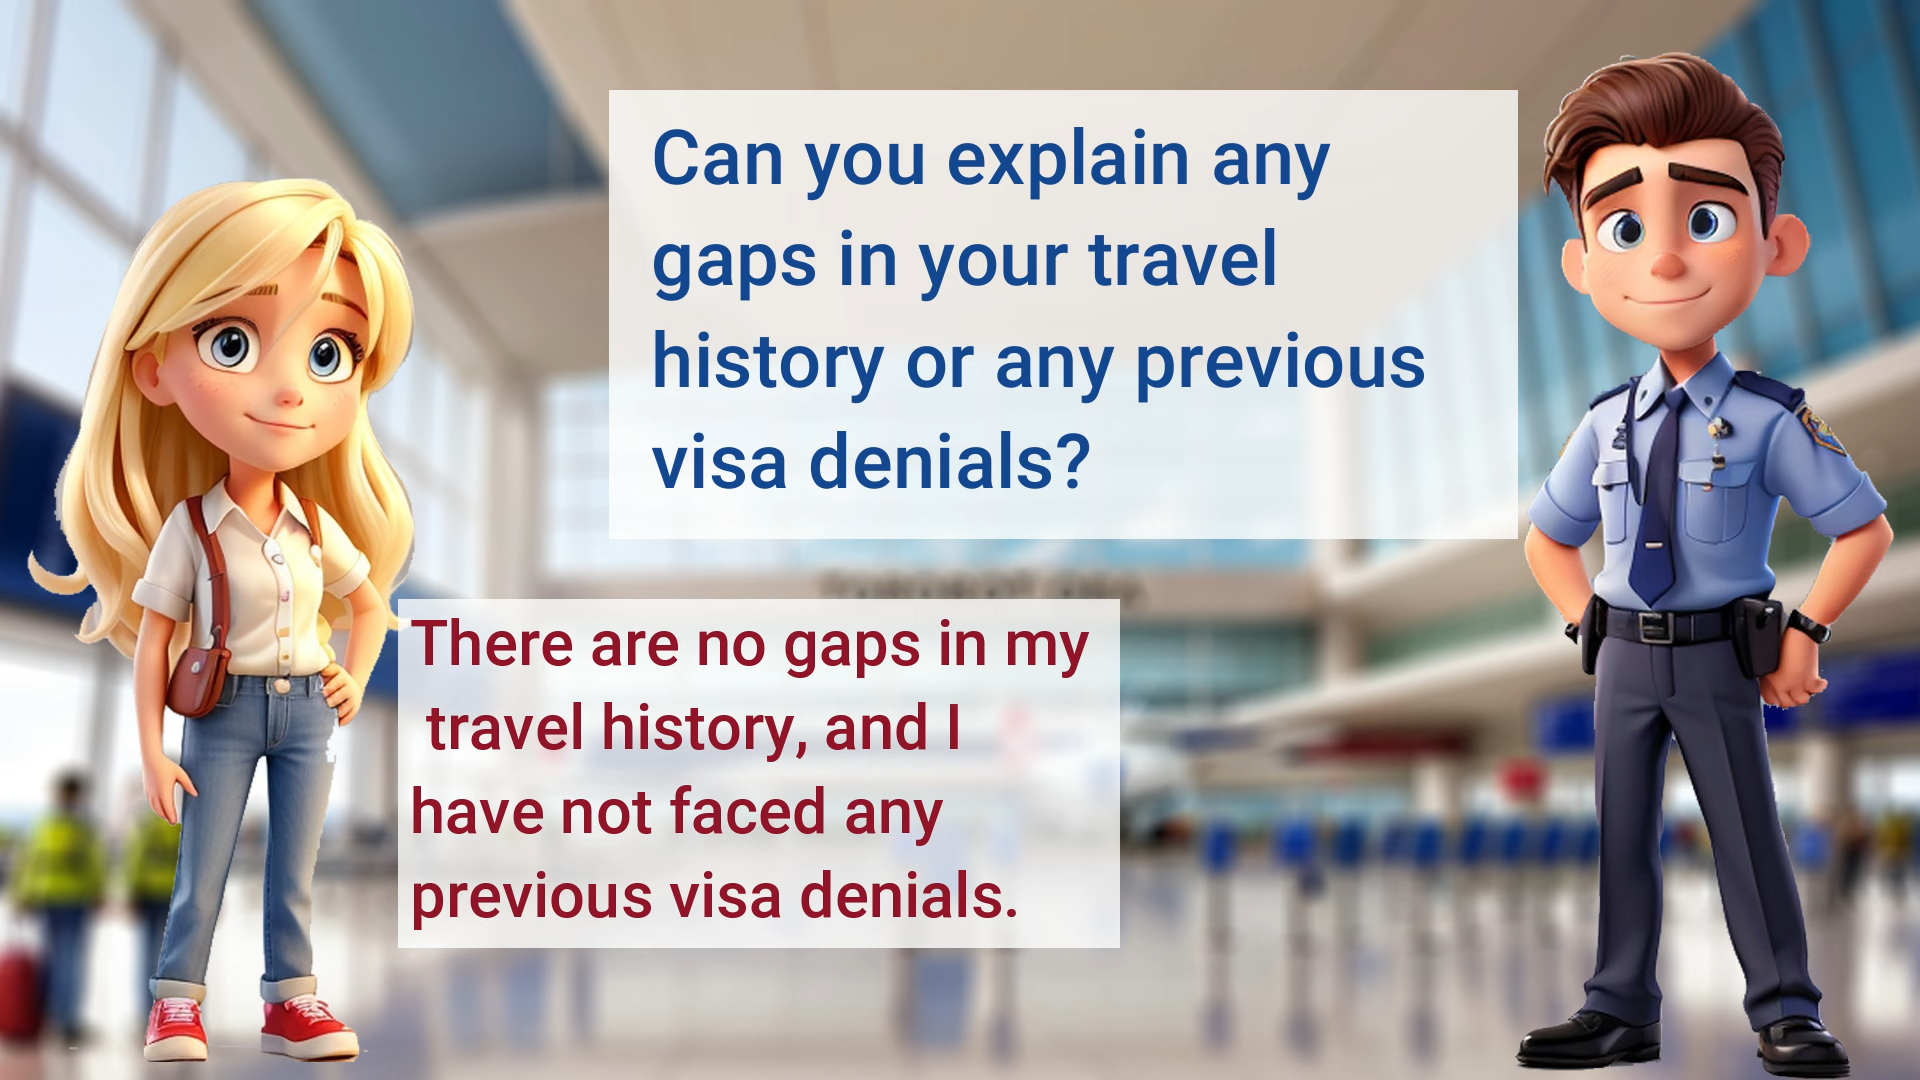 Can you explain any
gaps in your travel
history or any previous
visa denials?
There are no gaps in my
travel history, and I
have not faced any
previous visa denials.